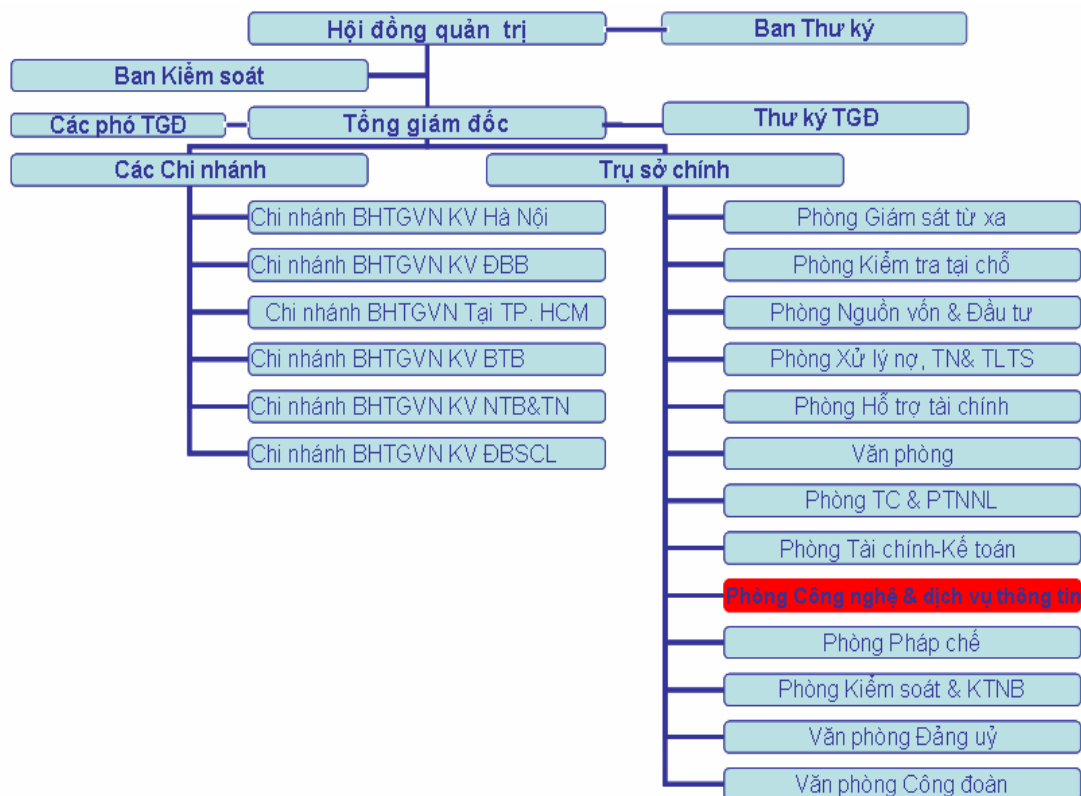 Hội đồng quản trị
Ban Thư ký
Ban Kiểm soát
Các phó TGĐ
Tổng giám đốc
Thư ký TGĐ
Các Chi nhánh
Trụ sở chính
Chi nhánh BHTGVN KV Hà Nội
Chi nhánh BHTGVN KV ĐBB
Chi nhánh BHTGVN Tại TP. HCM
Chi nhánh BHTGVN KV BTB
Chi nhánh BHTGVN KV NTB&TN
Chi nhánh BHTGVN KV ĐBSCL
Phòng Giám sát từ xa
Phòng Kiểm tra tại chỗ
Phòng Nguồn vốn & Đầu tư
Phòng Xử lý nợ, TN& TLTS
Phòng Hỗ trợ tài chính
Văn phòng
Phòng TC & PTNNL
Phòng Tài chính-Kế toán
Phòng Công nghệ & dịch vụ thông tin
Phòng Pháp chế
Phòng Kiểm soát & KTNB
Văn phòng Đảng uỷ
Văn phòng Công đoàn